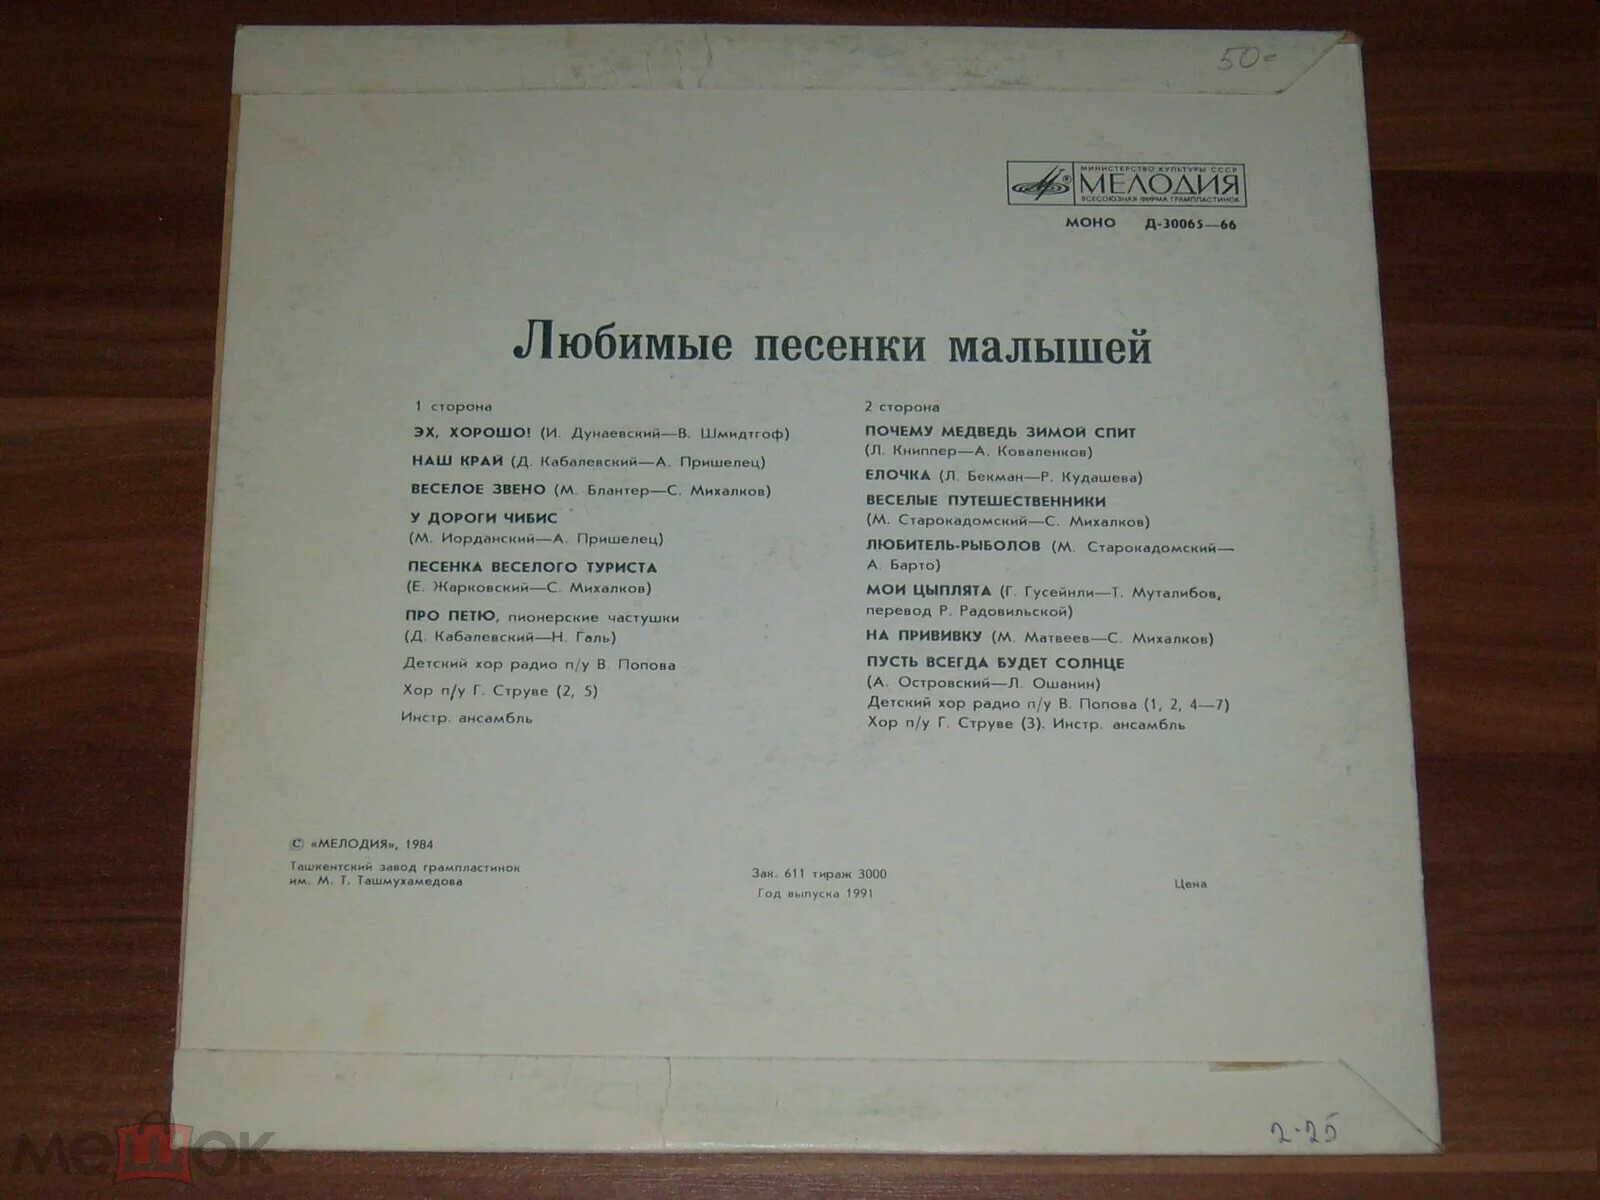 50=
МИНИСТЕРСТВО КУЛЬТУРЫ СССР
МЕЛОДИЯ
ВСЕСОЮЗНАЯ ФИРМА ГРАМПЛАСТИНОК
МОНО Д-30065—66
Любимые песенки малышей
1 сторона
ЭХ, ХОРОШО! (И. Дунаевский—В. Шмидтгоф)
НАШ КРАЙ (Д. Кабалевский—А. Пришелец)
ВЕСЕЛОЕ ЗВЕНО (М. Блантер—С. Михалков)
У ДОРОГИ ЧИБИС
(М. Иорданский—А. Пришелец)
ПЕСЕНКА ВЕСЕЛОГО ТУРИСТА
(Е. Жарковский—С. Михалков)
ПРО ПЕТЮ, пионерские частушки
(Д. Кабалевский—Н. Галь)
Детский хор радио п/у В. Попова
Хор п/у Г. Струве (2, 5)
Инстр. ансамбль
2 сторона
ПОЧЕМУ МЕДВЕДЬ ЗИМОЙ СПИТ
(Л. Книппер—А. Коваленков)
ЕЛОЧКА (Л. Бекман—Р. Кудашева)
ВЕСЕЛЫЕ ПУТЕШЕСТВЕННИКИ
(М. Старокадомский—С. Михалков)
ЛЮБИТЕЛЬ-РЫБОЛОВ (М. Старокадомский—
А. Барто)
МОИ ЦЫПЛЯТА (Г. Гусейнли—Т. Муталибов,
перевод Р. Радовильской)
НА ПРИВИВКУ (М. Матвеев—С. Михалков)
ПУСТЬ ВСЕГДА БУДЕТ СОЛНЦЕ
(А. Островский—Л. Ошанин)
Детский хор радио п/у В. Попова (1, 2, 4—7)
Хор п/у Г. Струве (3). Инстр. ансамбль
© «МЕЛОДИЯ», 1984
Ташкентский завод грампластинок
им. М. Т. Ташмухамедова
Зак. 611 тираж 3000
Год выпуска 1991
Цена
2-25
мешок